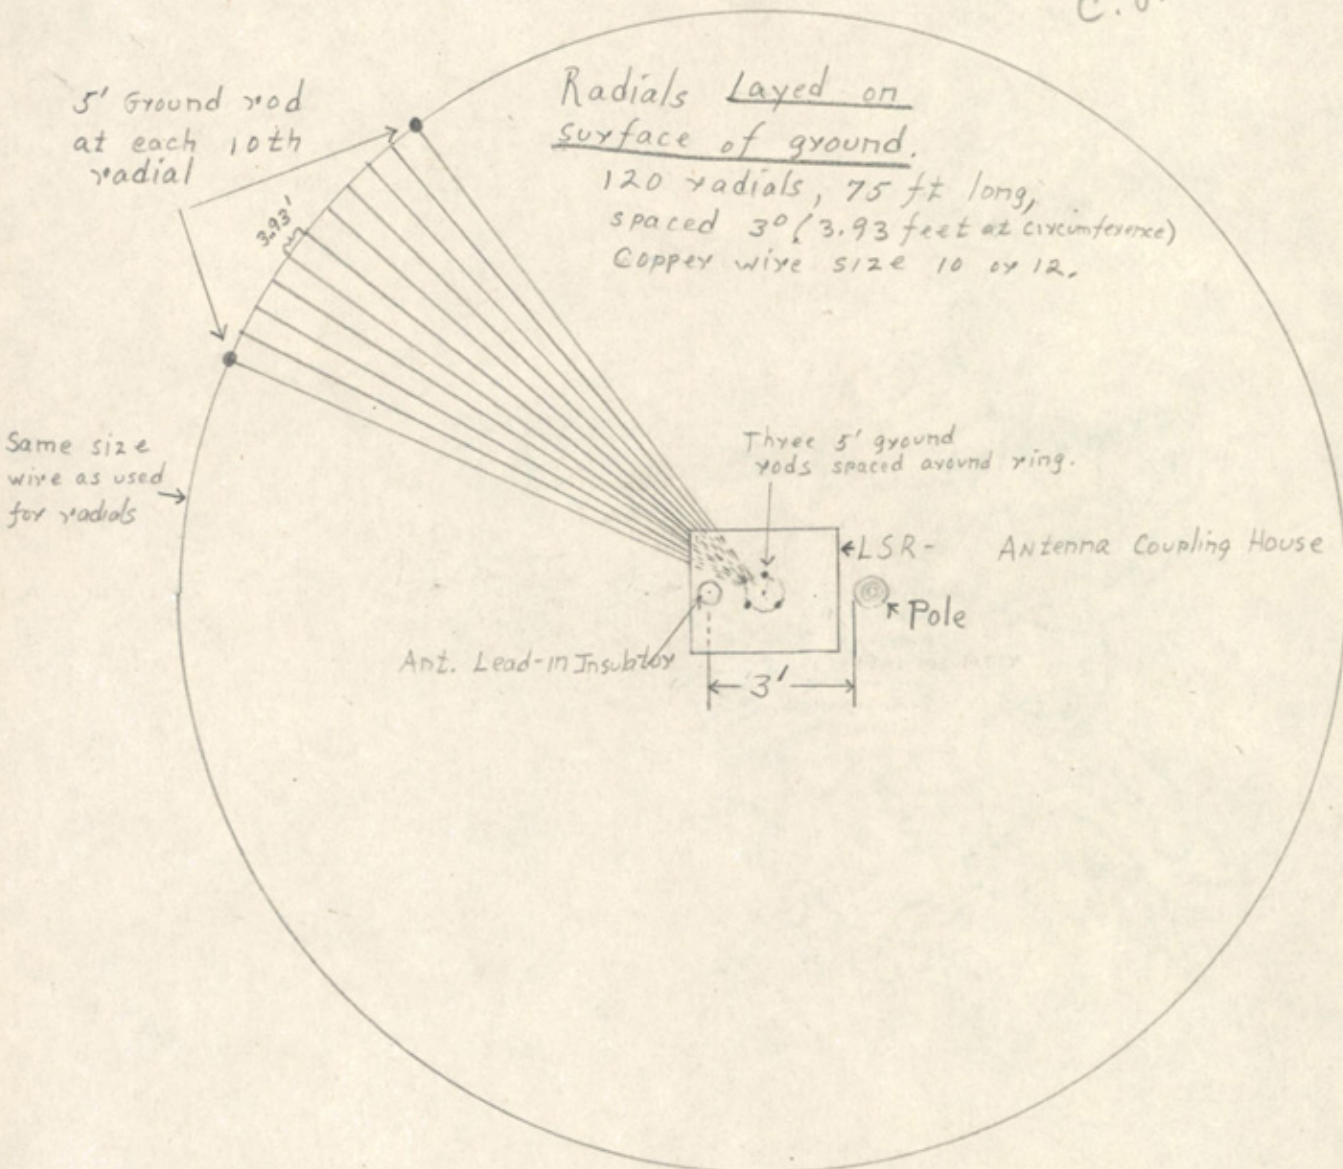 C.
5' Ground rod
at each 10th
radial
Radials Layed on
surface of ground.
120 radials, 75 ft long,
spaced 3° (3.93 feet at circumference)
Copper wire size 10 or 12.
3.93'
Same size
wire as used
for radials
Three 5' ground
rods spaced around ring.
LSR- Antenna Coupling House
Pole
Ant. Lead-in Insulator
3'